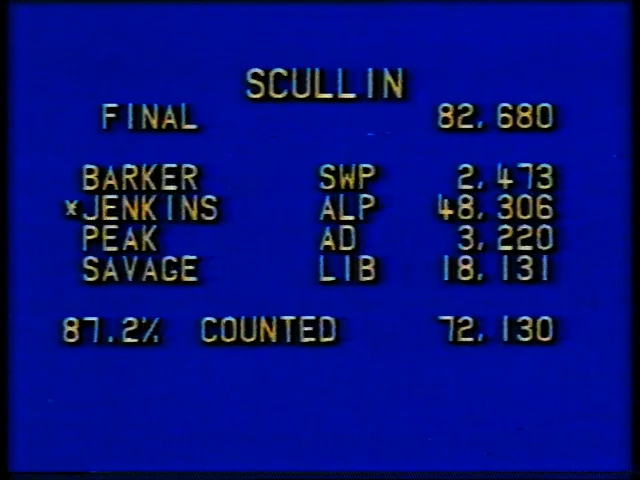 SCULLIN
FINAL 82,680
BARKER SWP 2,473
*JENKINS ALP 48,306
PEAK AD 3,220
SAVAGE LIB 18,131
87.2% COUNTED 72,130